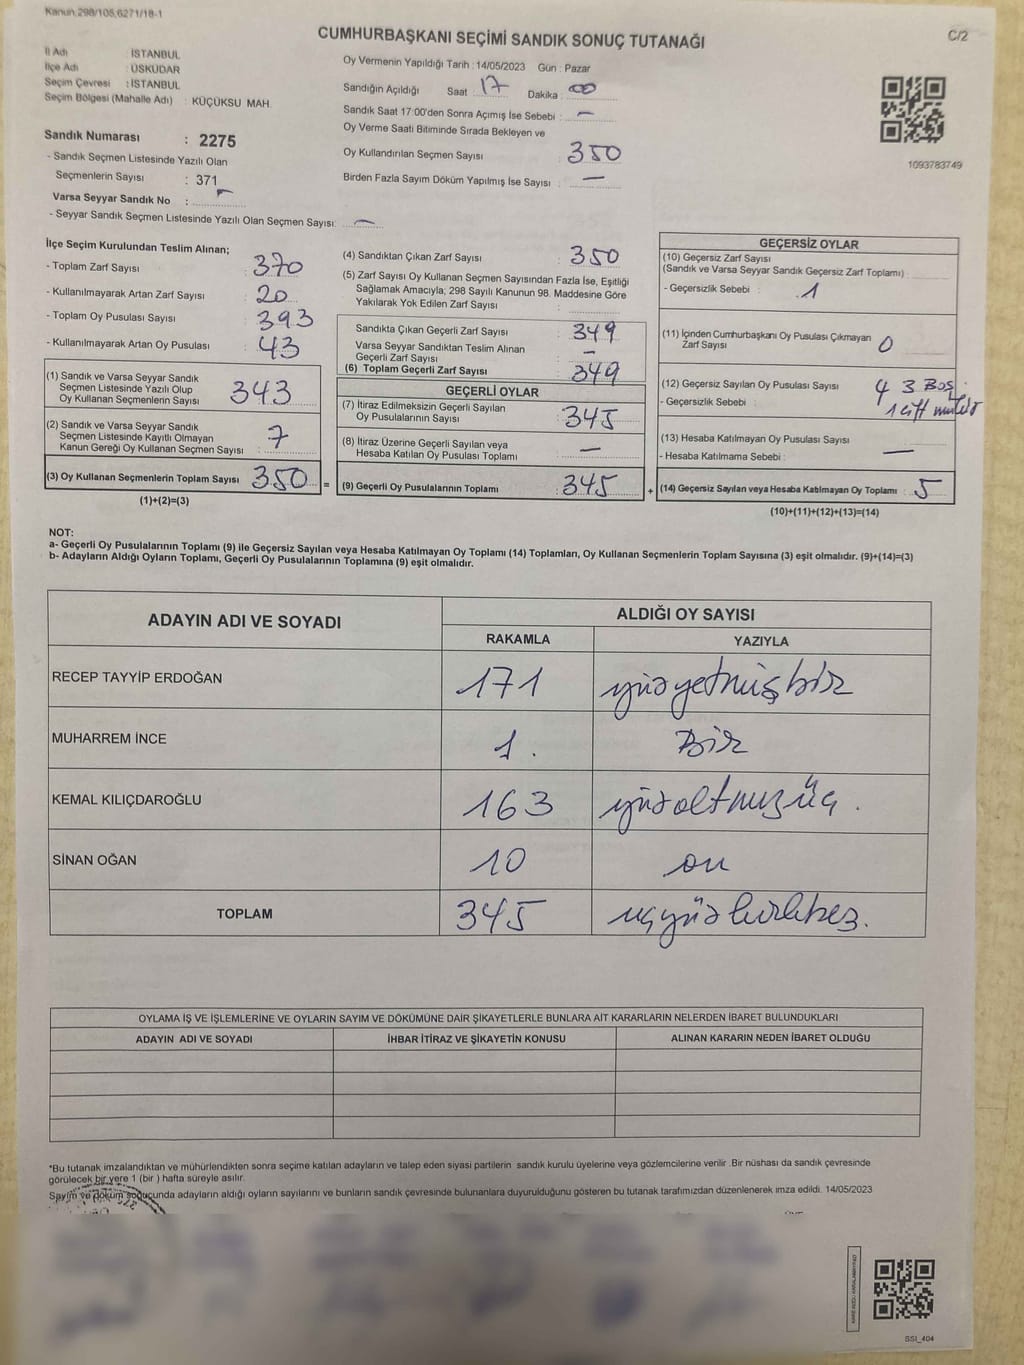 Kanun.298/105,6271/18-1
C/2
CUMHURBAŞKANI SEÇİMİ SANDIK SONUÇ TUTANAĞI
İl Adı : İSTANBUL
İlçe Adı : ÜSKÜDAR
Seçim Çevresi : İSTANBUL
Seçim Bölgesi (Mahalle Adı) : KÜÇÜKSU MAH.
Sandık Numarası : 2275
- Sandık Seçmen Listesinde Yazılı Olan
Seçmenlerin Sayısı : 371
Varsa Seyyar Sandık No : -
- Seyyar Sandık Seçmen Listesinde Yazılı Olan Seçmen Sayısı: -
Oy Vermenin Yapıldığı Tarih : 14/05/2023 Gün : Pazar
Sandığın Açıldığı Saat : 17 Dakika : 00
Sandık Saat 17:00'den Sonra Açımış İse Sebebi : -
Oy Verme Saati Bitiminde Sırada Bekleyen ve
Oy Kullandırılan Seçmen Sayısı : 350
Birden Fazla Sayım Döküm Yapılmış İse Sayısı : -
1093783749
İlçe Seçim Kurulundan Teslim Alınan;
- Toplam Zarf Sayısı : 370
- Kullanılmayarak Artan Zarf Sayısı : 20
- Toplam Oy Pusulası Sayısı : 393
- Kullanılmayarak Artan Oy Pusulası : 43
(1) Sandık ve Varsa Seyyar Sandık
Seçmen Listesinde Yazılı Olup
Oy Kullanan Seçmenlerin Sayısı : 343
(2) Sandık ve Varsa Seyyar Sandık
Seçmen Listesinde Kayıtlı Olmayan
Kanun Gereği Oy Kullanan Seçmen Sayısı : 7
(3) Oy Kullanan Seçmenlerin Toplam Sayısı : 350 =
(1)+(2)=(3)
(4) Sandıktan Çıkan Zarf Sayısı : 350
(5) Zarf Sayısı Oy Kullanan Seçmen Sayısından Fazla İse, Eşitliği
Sağlamak Amacıyla; 298 Sayılı Kanunun 98. Maddesine Göre
Yakılarak Yok Edilen Zarf Sayısı :
Sandıkta Çıkan Geçerli Zarf Sayısı : 349
Varsa Seyyar Sandıktan Teslim Alınan
Geçerli Zarf Sayısı : -
(6) Toplam Geçerli Zarf Sayısı : 349
GEÇERLİ OYLAR
(7) İtiraz Edilmeksizin Geçerli Sayılan
Oy Pusulalarının Sayısı : 345
(8) İtiraz Üzerine Geçerli Sayılan veya
Hesaba Katılan Oy Pusulası Toplamı : -
(9) Geçerli Oy Pusulalarının Toplamı : 345 +
GEÇERSİZ OYLAR
(10) Geçersiz Zarf Sayısı
(Sandık ve Varsa Seyyar Sandık Geçersiz Zarf Toplamı) :
- Geçersizlik Sebebi : 1
(11) İçinden Cumhurbaşkanı Oy Pusulası Çıkmayan
Zarf Sayısı : 0
(12) Geçersiz Sayılan Oy Pusulası Sayısı : 4 3 Boş
- Geçersizlik Sebebi : 1 çift mühür
(13) Hesaba Katılmayan Oy Pusulası Sayısı :
- Hesaba Katılmama Sebebi : -
(14) Geçersiz Sayılan veya Hesaba Katılmayan Oy Toplamı : 5
(10)+(11)+(12)+(13)=(14)
NOT:
a- Geçerli Oy Pusulalarının Toplamı (9) ile Geçersiz Sayılan veya Hesaba Katılmayan Oy Toplamı (14) Toplamları, Oy Kullanan Seçmenlerin Toplam Sayısına (3) eşit olmalıdır. (9)+(14)=(3)
b- Adayların Aldığı Oyların Toplamı, Geçerli Oy Pusulalarının Toplamına (9) eşit olmalıdır.
ADAYIN ADI VE SOYADI
ALDIĞI OY SAYISI
RAKAMLA YAZIYLA
RECEP TAYYİP ERDOĞAN 171 yüzyetmişbir
MUHARREM İNCE 1. Bir
KEMAL KILIÇDAROĞLU 163 yüzaltmışüç.
SİNAN OĞAN 10 on
TOPLAM 345 üçyüzkırkbeş.
OYLAMA İŞ VE İŞLEMLERİNE VE OYLARIN SAYIM VE DÖKÜMÜNE DAİR ŞİKAYETLERLE BUNLARA AİT KARARLARIN NELERDEN İBARET BULUNDUKLARI
ADAYIN ADI VE SOYADI İHBAR İTİRAZ VE ŞİKAYETİN KONUSU ALINAN KARARIN NEDEN İBARET OLDUĞU
*Bu tutanak imzalandıktan ve mühürlendikten sonra seçime katılan adayların ve talep eden siyasi partilerin sandık kurulu üyelerine veya gözlemcilerine verilir .Bir nüshası da sandık çevresinde
görülecek bir yere 1 (bir ) hafta süreyle asılır.
Sayım ve döküm sonucunda adayların aldığı oyların sayılarını ve bunların sandık çevresinde bulunanlara duyurulduğunu gösteren bu tutanak tarafımızdan düzenlenerek imza edildi. 14/05/2023
SSI_404